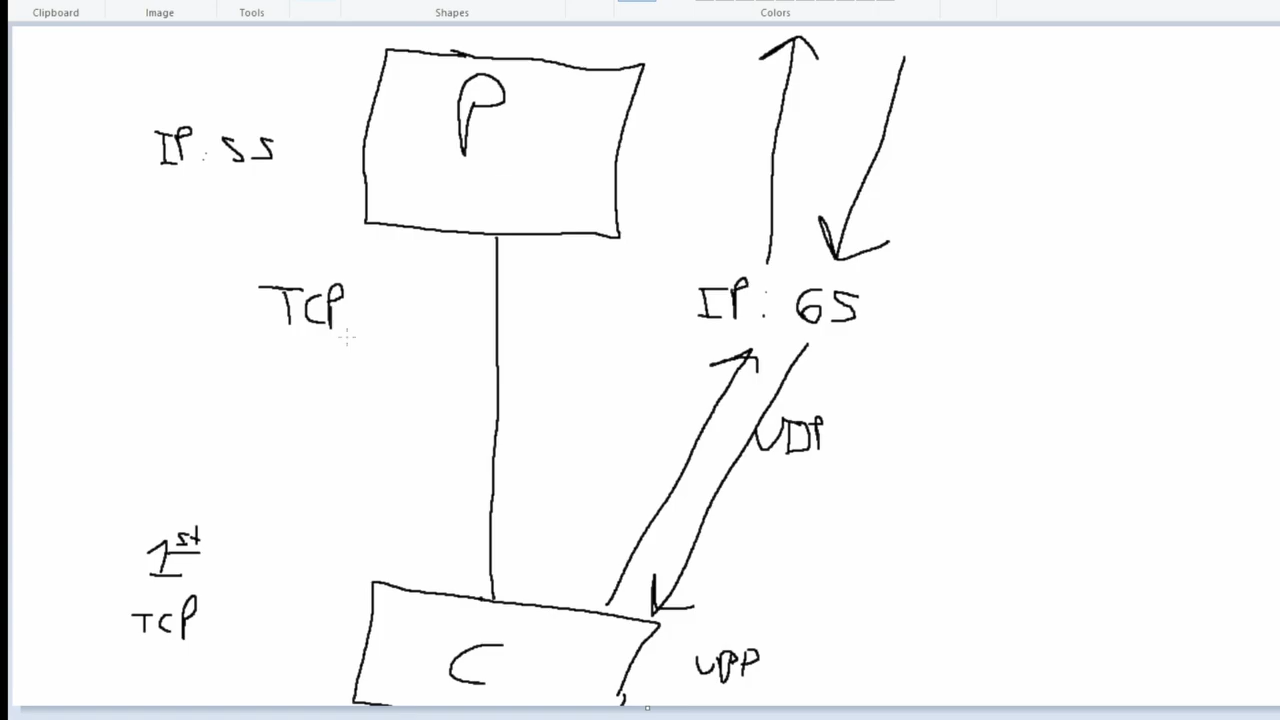 Clipboard Image Tools Shapes Colors
P
IP: 55
TCP
IP: 65
UDP
1st
TCP
C
UDP